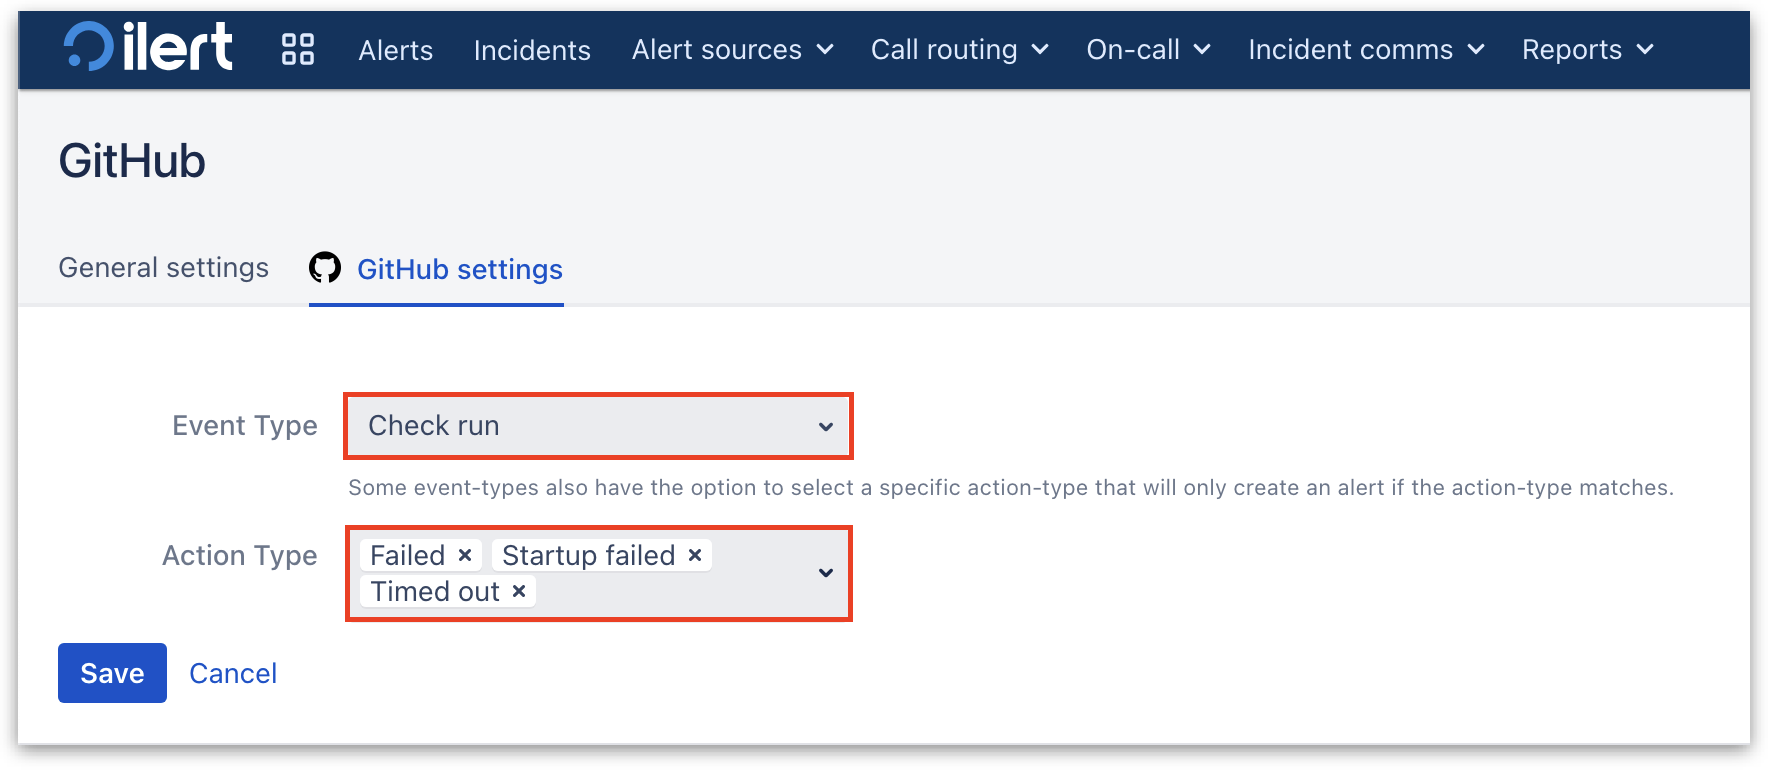 ilert Alerts Incidents Alert sources Call routing On-call Incident comms Reports
GitHub
General settings GitHub settings
Event Type Check run
Some event-types also have the option to select a specific action-type that will only create an alert if the action-type matches.
Action Type Failed × Startup failed ×
Timed out ×
Save Cancel